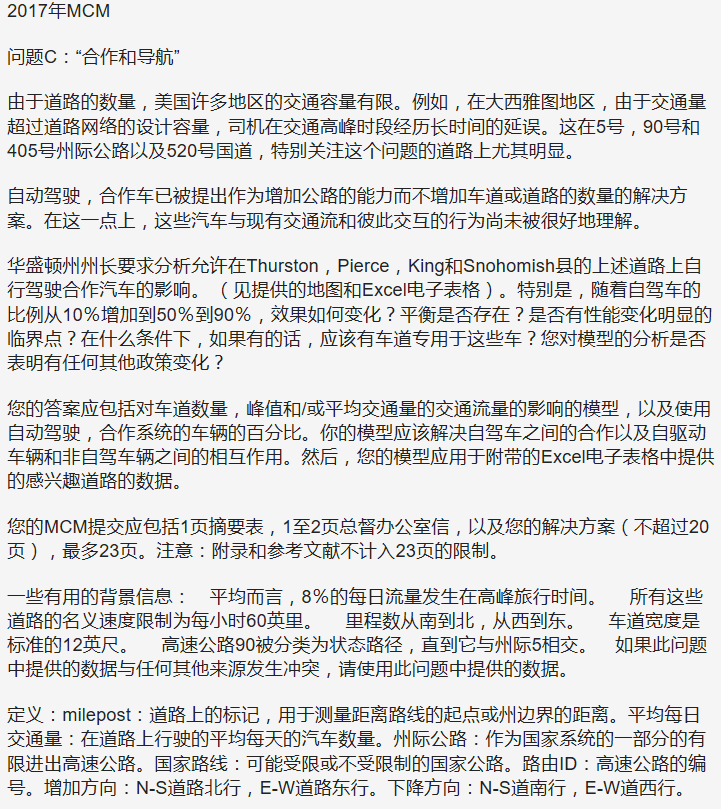 2017年MCM
问题C：“合作和导航”
由于道路的数量，美国许多地区的交通容量有限。例如，在大西雅图地区，由于交通量
超过道路网络的设计容量，司机在交通高峰时段经历长时间的延误。这在5号，90号和
405号州际公路以及520号国道，特别关注这个问题的道路上尤其明显。
自动驾驶，合作车已被提出作为增加公路的能力而不增加车道或道路的数量的解决方
案。在这一点上，这些汽车与现有交通流和彼此交互的行为尚未被很好地理解。
华盛顿州州长要求分析允许在Thurston，Pierce，King和Snohomish县的上述道路上自
行驾驶合作汽车的影响。（见提供的地图和Excel电子表格）。特别是，随着自驾车的
比例从10％增加到50％到90％，效果如何变化？平衡是否存在？是否有性能变化明显的
临界点？在什么条件下，如果有的话，应该有车道专用于这些车？您对模型的分析是否
表明有任何其他政策变化？
您的答案应包括对车道数量，峰值和/或平均交通量的交通流量的影响的模型，以及使用
自动驾驶，合作系统的车辆的百分比。你的模型应该解决自驾车之间的合作以及自驱动
车辆和非自驾车辆之间的相互作用。然后，您的模型应用于附带的Excel电子表格中提供
的感兴趣道路的数据。
您的MCM提交应包括1页摘要表，1至2页总督办公室信，以及您的解决方案（不超过20
页），最多23页。注意：附录和参考文献不计入23页的限制。
一些有用的背景信息： 平均而言，8％的每日流量发生在高峰旅行时间。 所有这些
道路的名义速度限制为每小时60英里。 里程数从南到北，从西到东。 车道宽度是
标准的12英尺。 高速公路90被分类为状态路径，直到它与州际5相交。 如果此问题
中提供的数据与任何其他来源发生冲突，请使用此问题中提供的数据。
定义：milepost：道路上的标记，用于测量距离路线的起点或州边界的距离。平均每日
交通量：在道路上行驶的平均每天的汽车数量。州际公路：作为国家系统的一部分的有
限进出高速公路。国家路线：可能受限或不受限制的国家公路。路由ID：高速公路的编
号。增加方向：N-S道路北行，E-W道路东行。下降方向：N-S道南行，E-W道西行。